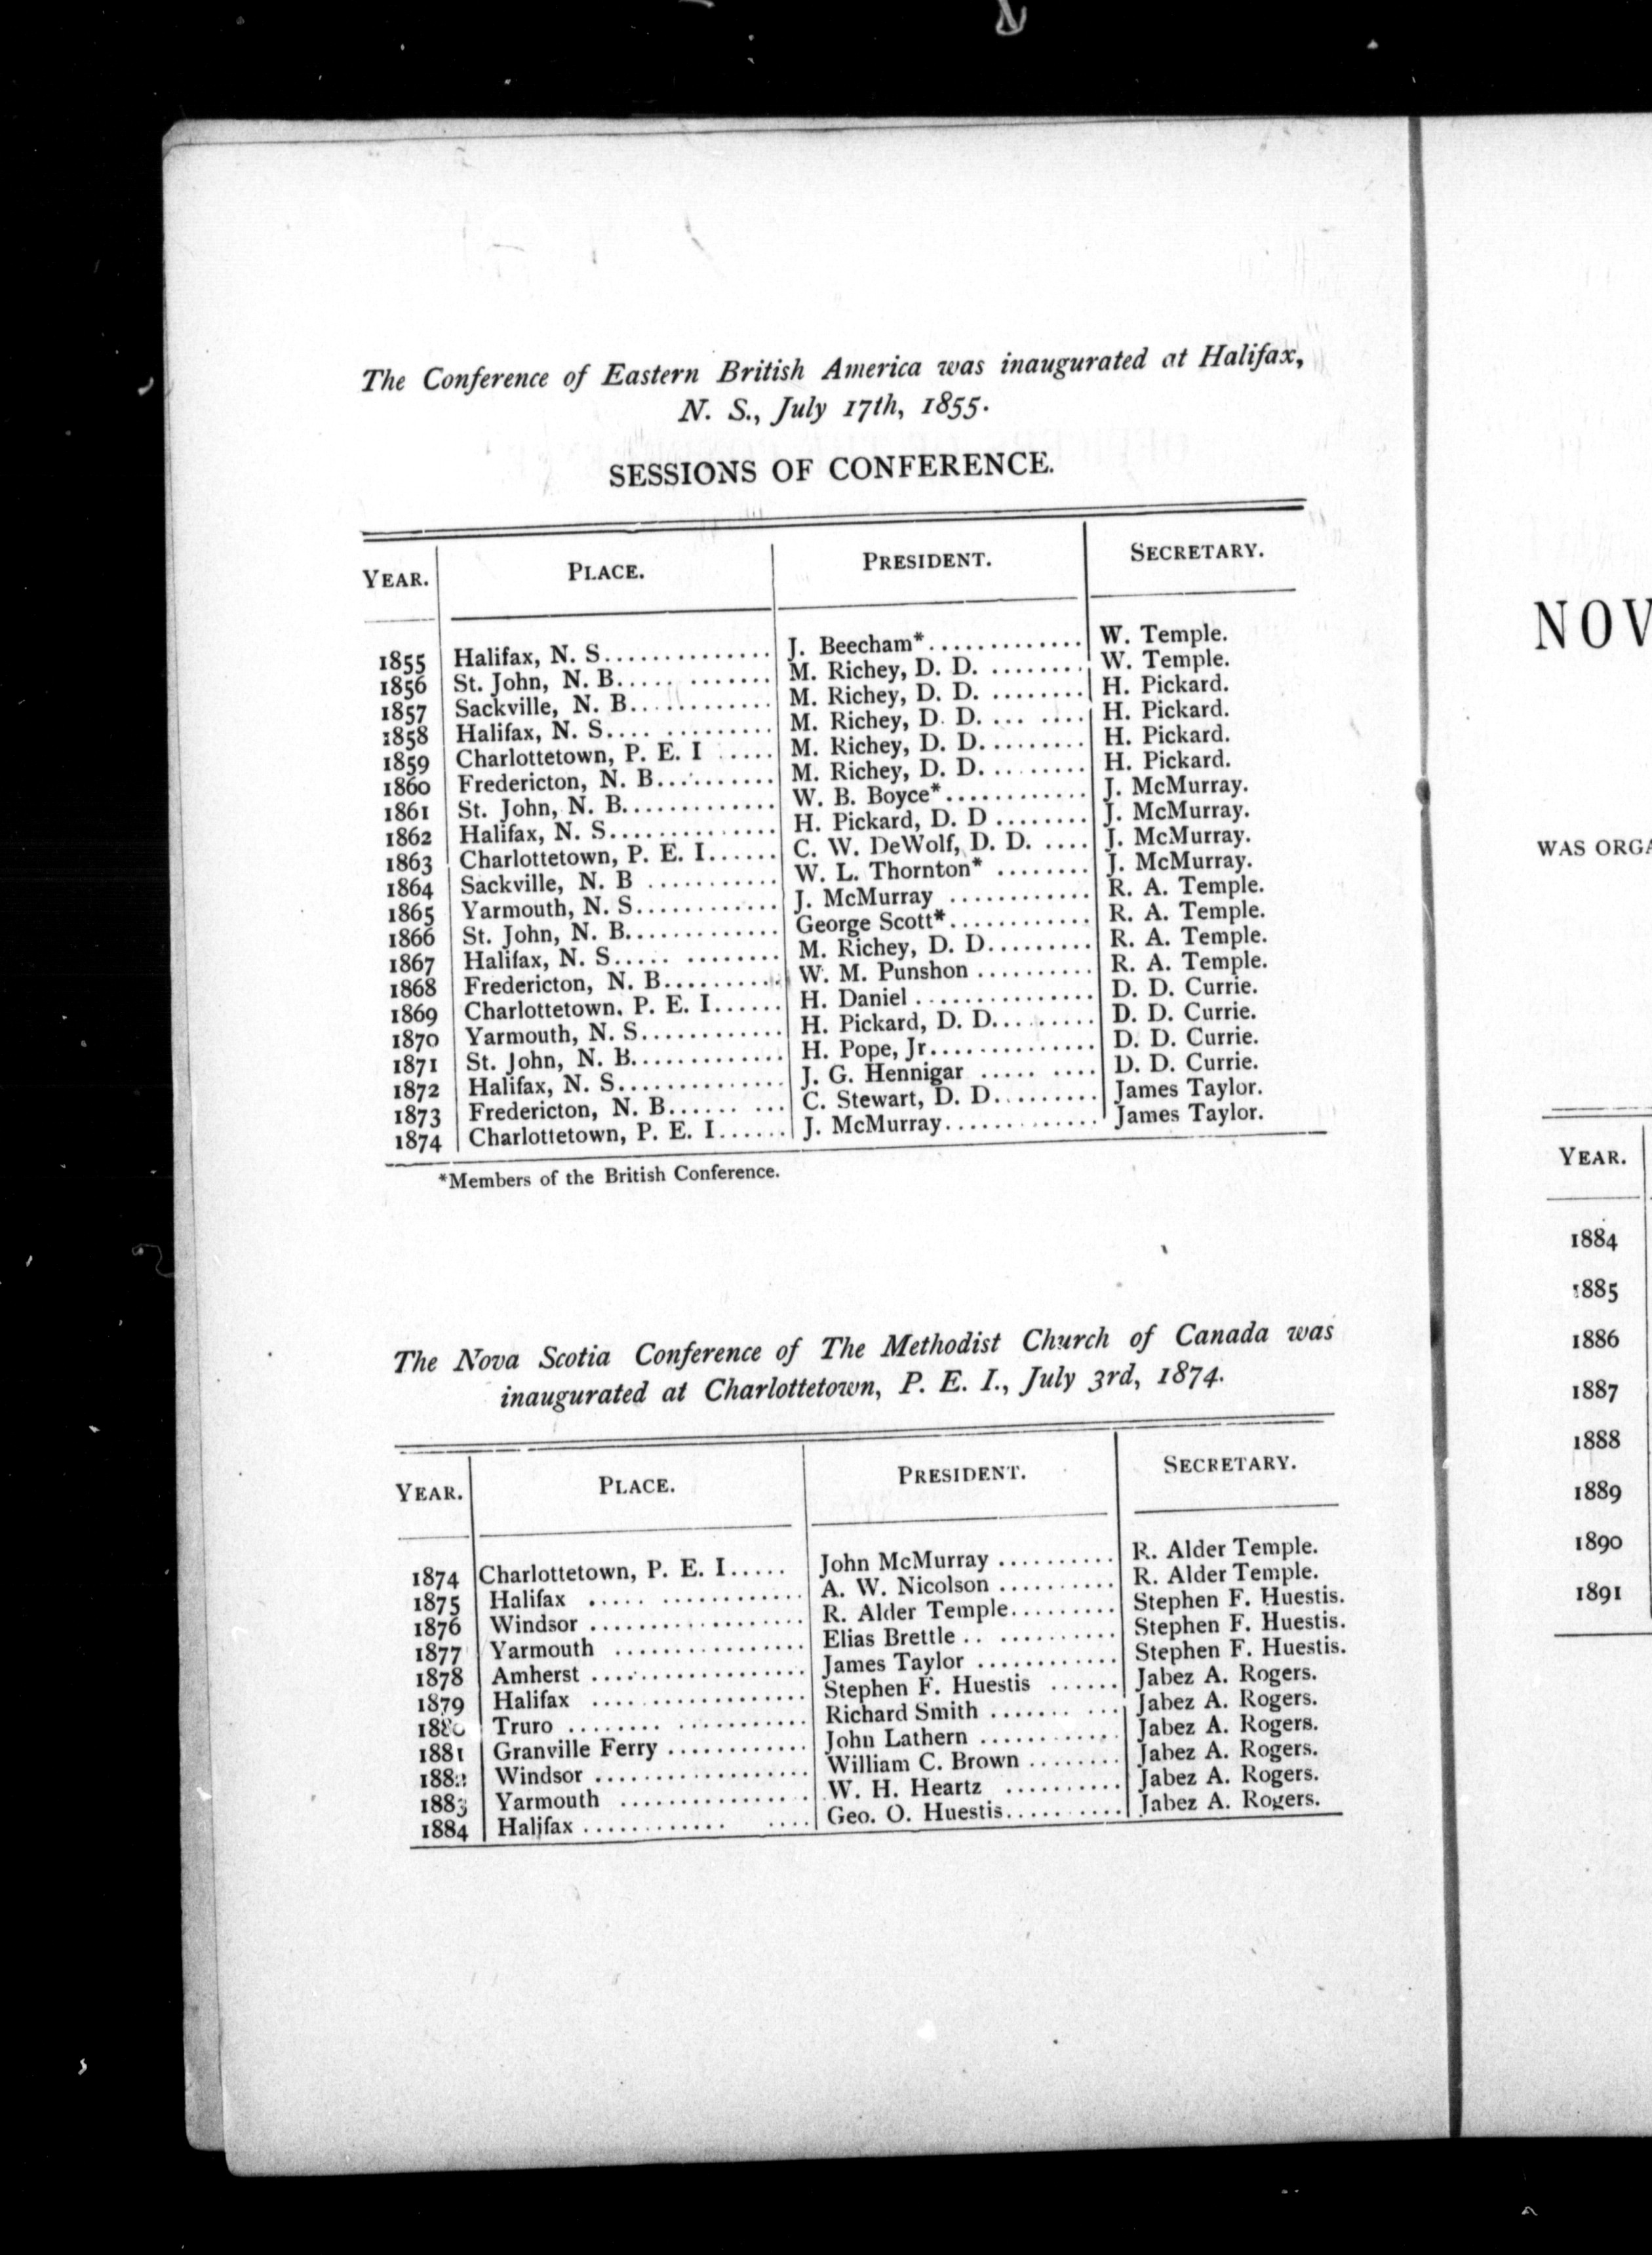 The Conference of Eastern British America was inaugurated at Halifax,
N. S., July 17th, 1855.
SESSIONS OF CONFERENCE.
YEAR. PLACE. PRESIDENT. SECRETARY.
1855 Halifax, N. S.............. J. Beecham*............. W. Temple.
1856 St. John, N. B..... ....... M. Richey, D. D. ........ W. Temple.
1857 Sackville, N. B............ M. Richey, D. D. ........ H. Pickard.
1858 Halifax, N. S.... ......... M. Richey, D. D. ... .... H. Pickard.
1859 Charlottetown, P. E. I ..... M. Richey, D. D......... H. Pickard.
1860 Fredericton, N. B.......... M. Richey, D. D......... H. Pickard.
1861 St. John, N. B............. W. B. Boyce*............ J. McMurray.
1862 Halifax, N. S.............. H. Pickard, D. D ........ J. McMurray.
1863 Charlottetown, P. E. I...... C. W. DeWolf, D. D. .... J. McMurray.
1864 Sackville, N. B ........... W. L. Thornton* ........ J. McMurray.
1865 Yarmouth, N. S............ J. McMurray ............ R. A. Temple.
1866 St. John, N. B............. George Scott*............ R. A. Temple.
1867 Halifax, N. S..... ........ M. Richey, D. D......... R. A. Temple.
1868 Fredericton, N. B.......... W. M. Punshon .......... R. A. Temple.
1869 Charlottetown, P. E. I...... H. Daniel ............... D. D. Currie.
1870 Yarmouth, N. S............ H. Pickard, D. D......... D. D. Currie.
1871 St. John, N. B............. H. Pope, Jr.............. D. D. Currie.
1872 Halifax, N. S.............. J. G. Hennigar ..... .... D. D. Currie.
1873 Fredericton, N. B...... ... C. Stewart, D. D......... James Taylor.
1874 Charlottetown, P. E. I...... J. McMurray............. James Taylor.
*Members of the British Conference.
The Nova Scotia Conference of The Methodist Church of Canada was
inaugurated at Charlottetown, P. E. I., July 3rd, 1874.
YEAR. PLACE. PRESIDENT. SECRETARY.
1874 Charlottetown, P. E. I..... John McMurray .......... R. Alder Temple.
1875 Halifax ..... ............ A. W. Nicolson .......... R. Alder Temple.
1876 Windsor .................. R. Alder Temple......... Stephen F. Huestis.
1877 Yarmouth ................ Elias Brettle .. .......... Stephen F. Huestis.
1878 Amherst .................. James Taylor ............ Stephen F. Huestis.
1879 Halifax .................. Stephen F. Huestis ...... Jabez A. Rogers.
1880 Truro ........ ........... Richard Smith ....... ... Jabez A. Rogers.
1881 Granville Ferry ............ John Lathern ............ Jabez A. Rogers.
1882 Windsor .................. William C. Brown ........ Jabez A. Rogers.
1883 Yarmouth ................ W. H. Heartz .......... Jabez A. Rogers.
1884 Halifax ............ .... Geo. O. Huestis.......... Jabez A. Rogers.
NOV
WAS ORGA
YEAR.
1884
1885
1886
1887
1888
1889
1890
1891